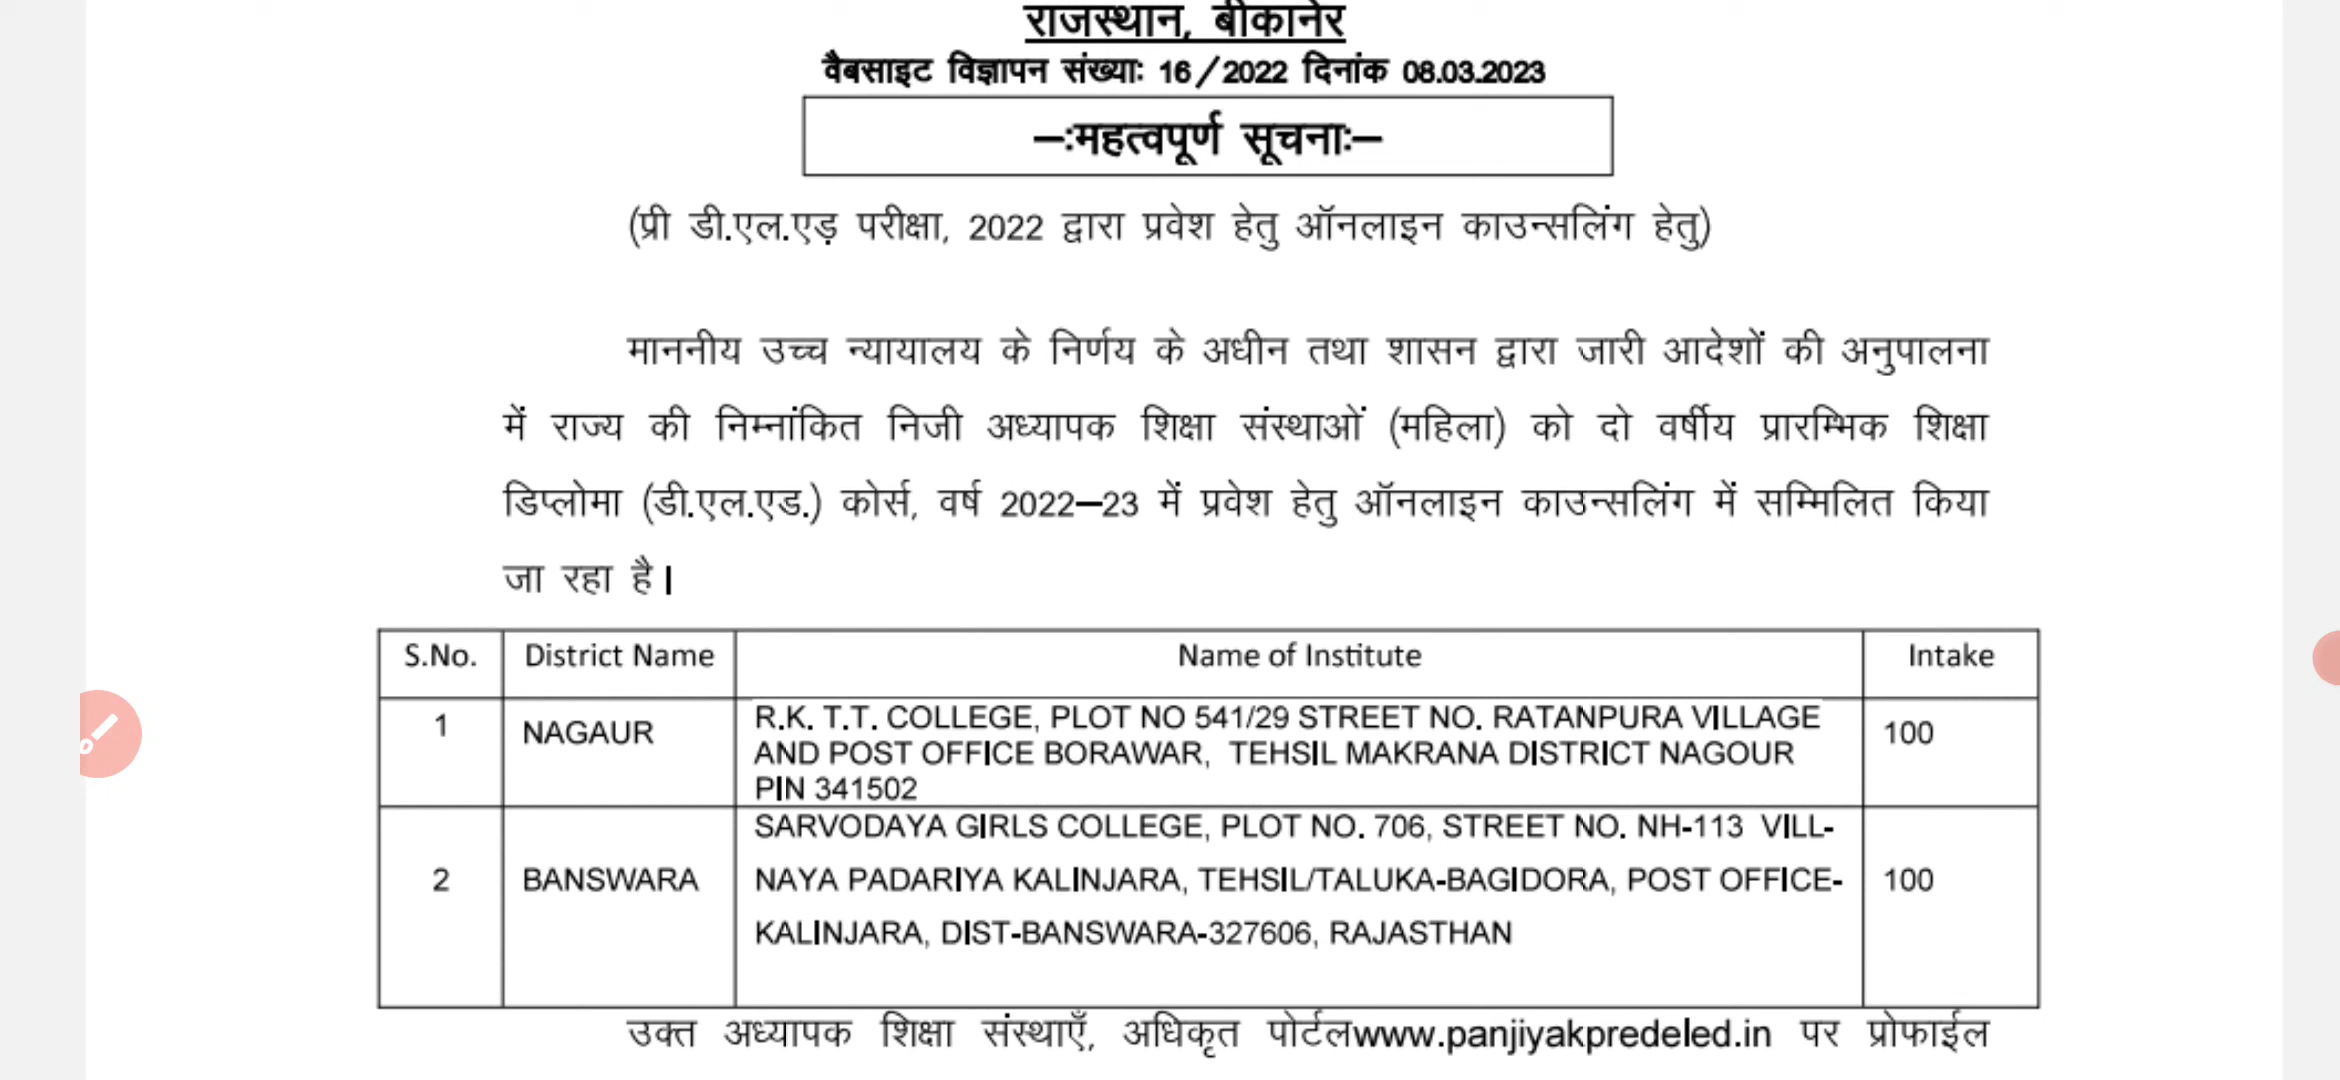 राजस्थान, बीकानेर
वैबसाइट विज्ञापन संख्याः 16/2022 दिनांक 08.03.2023
–:महत्वपूर्ण सूचनाः–
(प्री डी.एल.एड़ परीक्षा, 2022 द्वारा प्रवेश हेतु ऑनलाइन काउन्सलिंग हेतु)
माननीय उच्च न्यायालय के निर्णय के अधीन तथा शासन द्वारा जारी आदेशों की अनुपालना
में राज्य की निम्नांकित निजी अध्यापक शिक्षा संस्थाओं (महिला) को दो वर्षीय प्रारम्भिक शिक्षा
डिप्लोमा (डी.एल.एड.) कोर्स, वर्ष 2022–23 में प्रवेश हेतु ऑनलाइन काउन्सलिंग में सम्मिलित किया
जा रहा है।
S.No. District Name Name of Institute Intake
1 NAGAUR R.K. T.T. COLLEGE, PLOT NO 541/29 STREET NO. RATANPURA VILLAGE
AND POST OFFICE BORAWAR, TEHSIL MAKRANA DISTRICT NAGOUR
PIN 341502 100
2 BANSWARA SARVODAYA GIRLS COLLEGE, PLOT NO. 706, STREET NO. NH-113 VILL-
NAYA PADARIYA KALINJARA, TEHSIL/TALUKA-BAGIDORA, POST OFFICE-
KALINJARA, DIST-BANSWARA-327606, RAJASTHAN 100
उक्त अध्यापक शिक्षा संस्थाएँ, अधिकृत पोर्टलwww.panjiyakpredeled.in पर प्रोफाईल